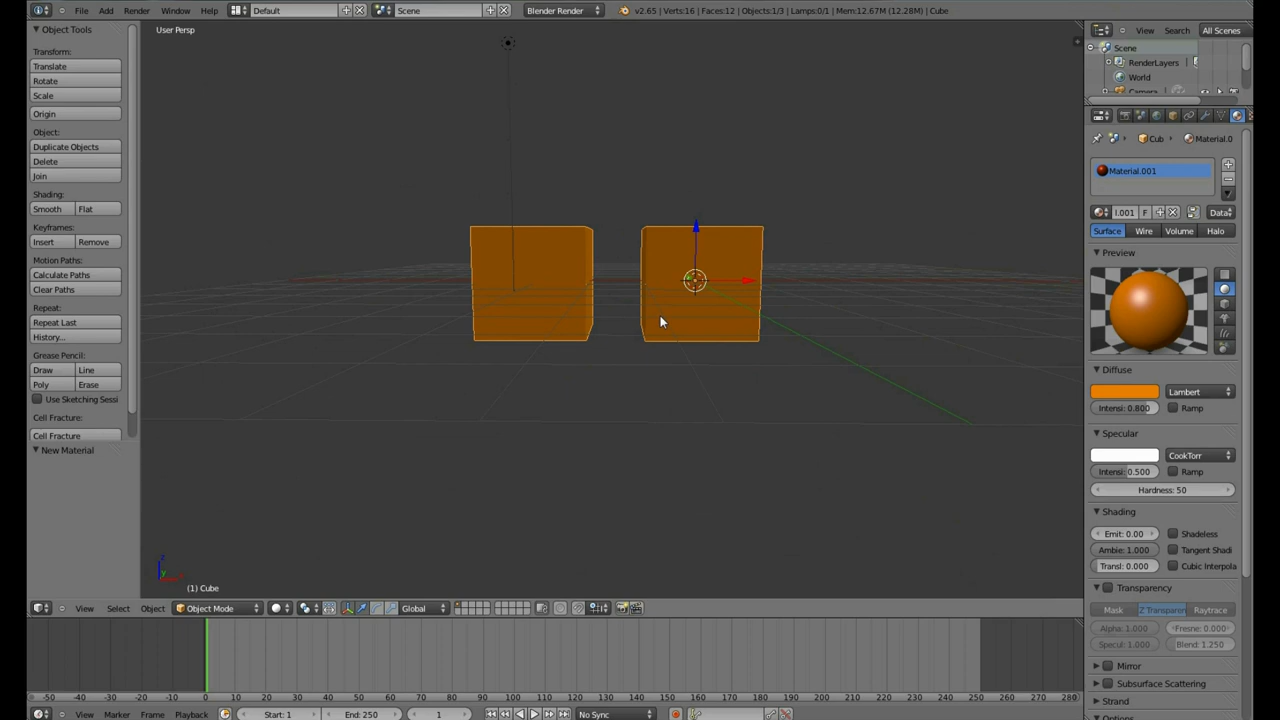 File Add Render Window Help Default Scene Blender Render v2.65 | Verts:16 | Faces:12 | Objects:1/3 | Lamps:0/1 | Mem:12.67M (12.28M) | Cube
Object Tools
Transform:
Translate
Rotate
Scale
Origin
Object:
Duplicate Objects
Delete
Join
Shading:
Smooth Flat
Keyframes:
Insert Remove
Motion Paths:
Calculate Paths
Clear Paths
Repeat:
Repeat Last
History...
Grease Pencil:
Draw Line
Poly Erase
Use Sketching Sessi
Cell Fracture:
Cell Fracture
New Material
User Persp
(1) Cube
View Select Object Object Mode Global
-50 -40 -30 -20 -10 0 10 20 30 40 50 60 70 80 90 100 110 120 130 140 150 160 170 180 190 200 210 220 230 240 250 260 270 280
View Marker Frame Playback Start: 1 End: 250 1 No Sync
View Search All Scenes
Scene
RenderLayers
World
Camera
Cub Material.0
Material.001
I.001 F Data
Surface Wire Volume Halo
Preview
Diffuse
Lambert
Intensi: 0.800 Ramp
Specular
CookTorr
Intensi: 0.500 Ramp
Hardness: 50
Shading
Emit: 0.00 Shadeless
Ambie: 1.000 Tangent Shadi
Transl: 0.000 Cubic Interpola
Transparency
Mask Z Transparen Raytrace
Alpha: 1.000 Fresne: 0.000
Specul: 1.000 Blend: 1.250
Mirror
Subsurface Scattering
Strand
Options